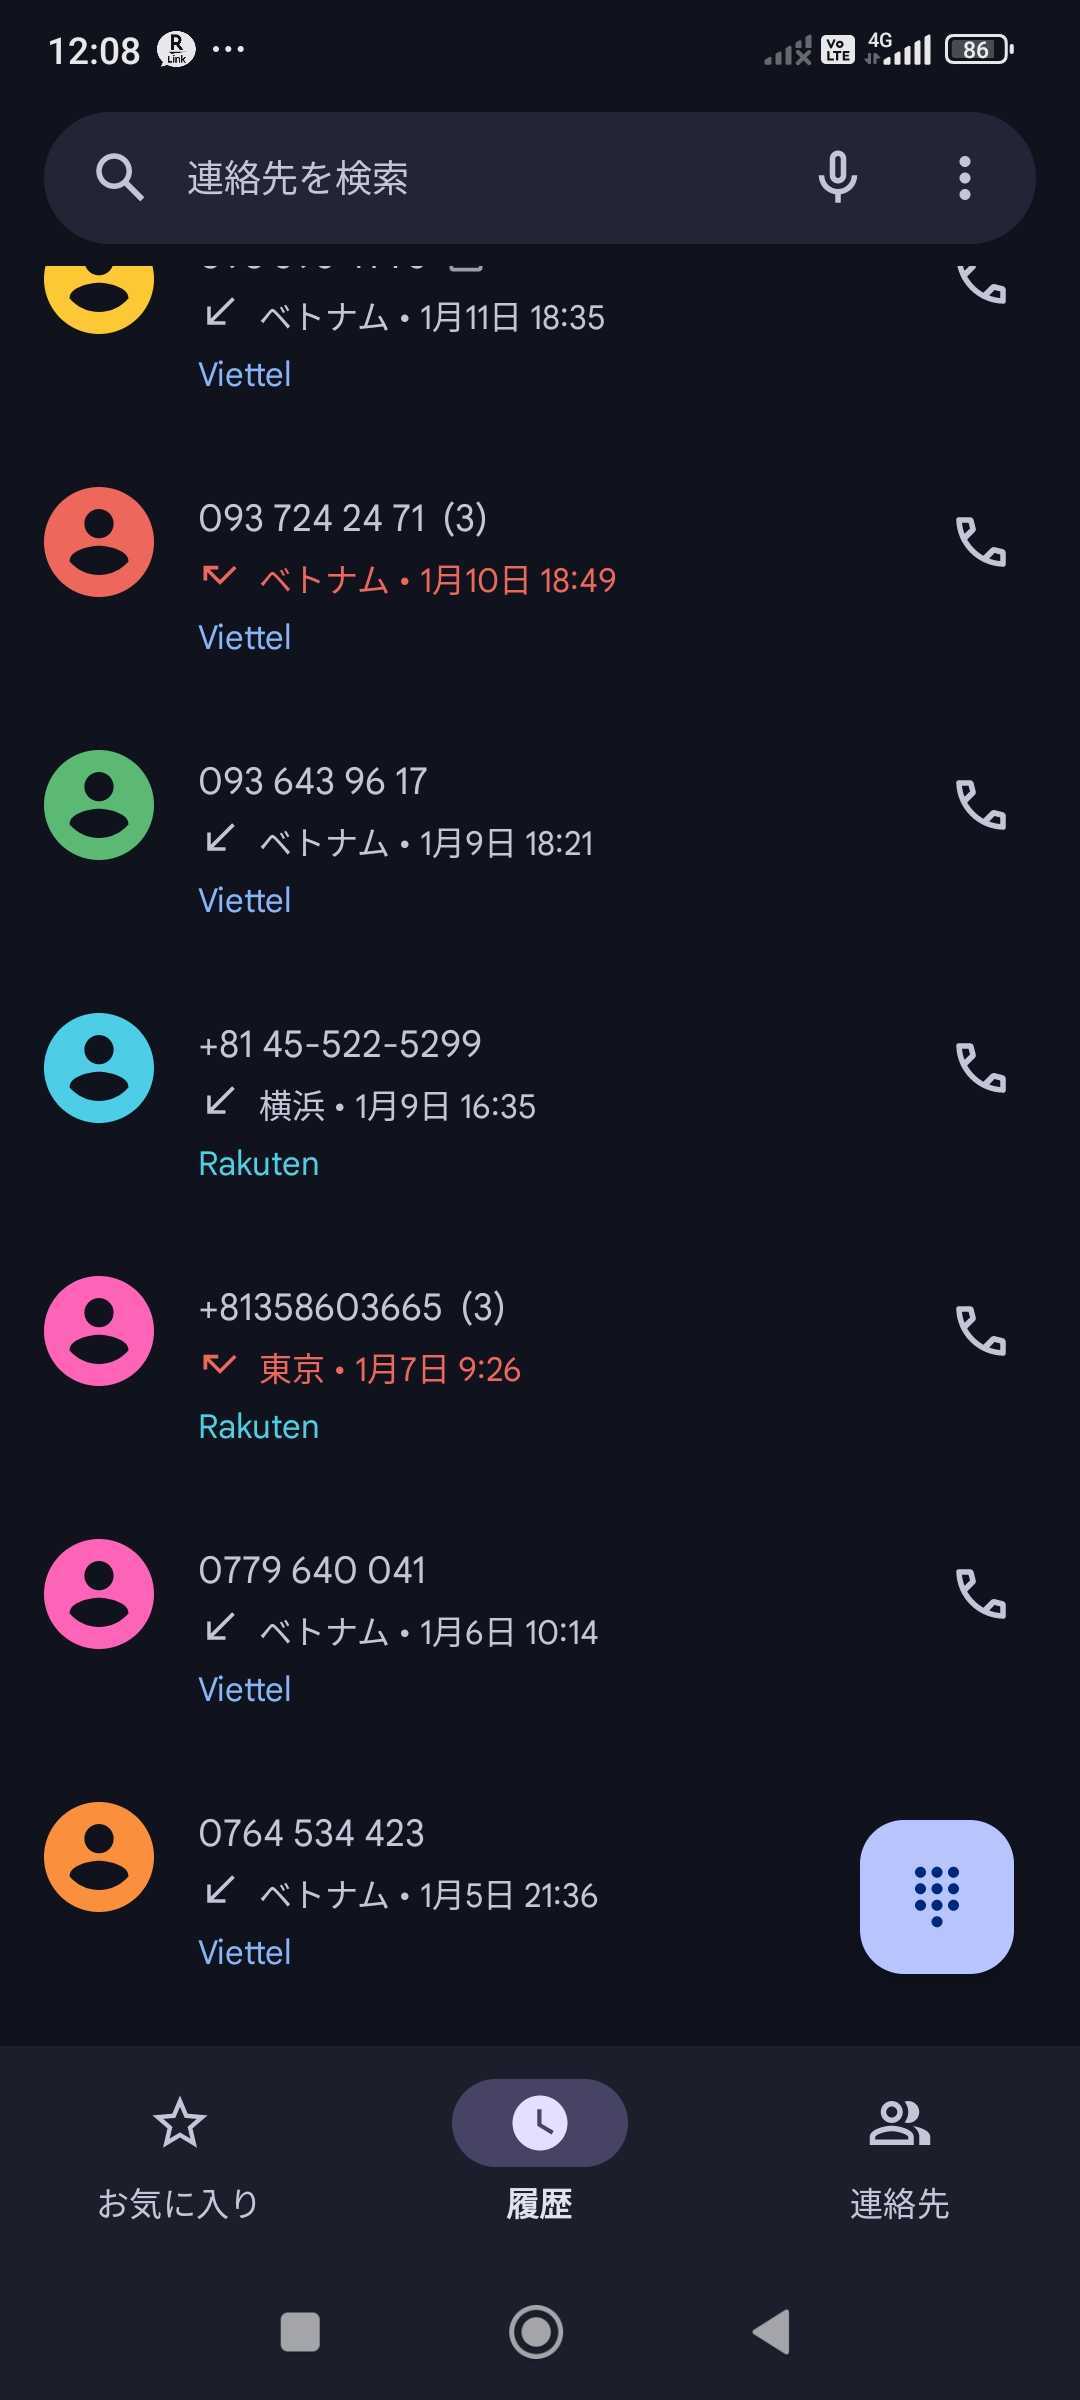 12:08
R Link
Vo LTE
4G
86
連絡先を検索
ベトナム • 1月11日 18:35
Viettel
093 724 24 71 (3)
ベトナム • 1月10日 18:49
Viettel
093 643 96 17
ベトナム • 1月9日 18:21
Viettel
+81 45-522-5299
横浜 • 1月9日 16:35
Rakuten
+81358603665 (3)
東京 • 1月7日 9:26
Rakuten
0779 640 041
ベトナム • 1月6日 10:14
Viettel
0764 534 423
ベトナム • 1月5日 21:36
Viettel
お気に入り
履歴
連絡先